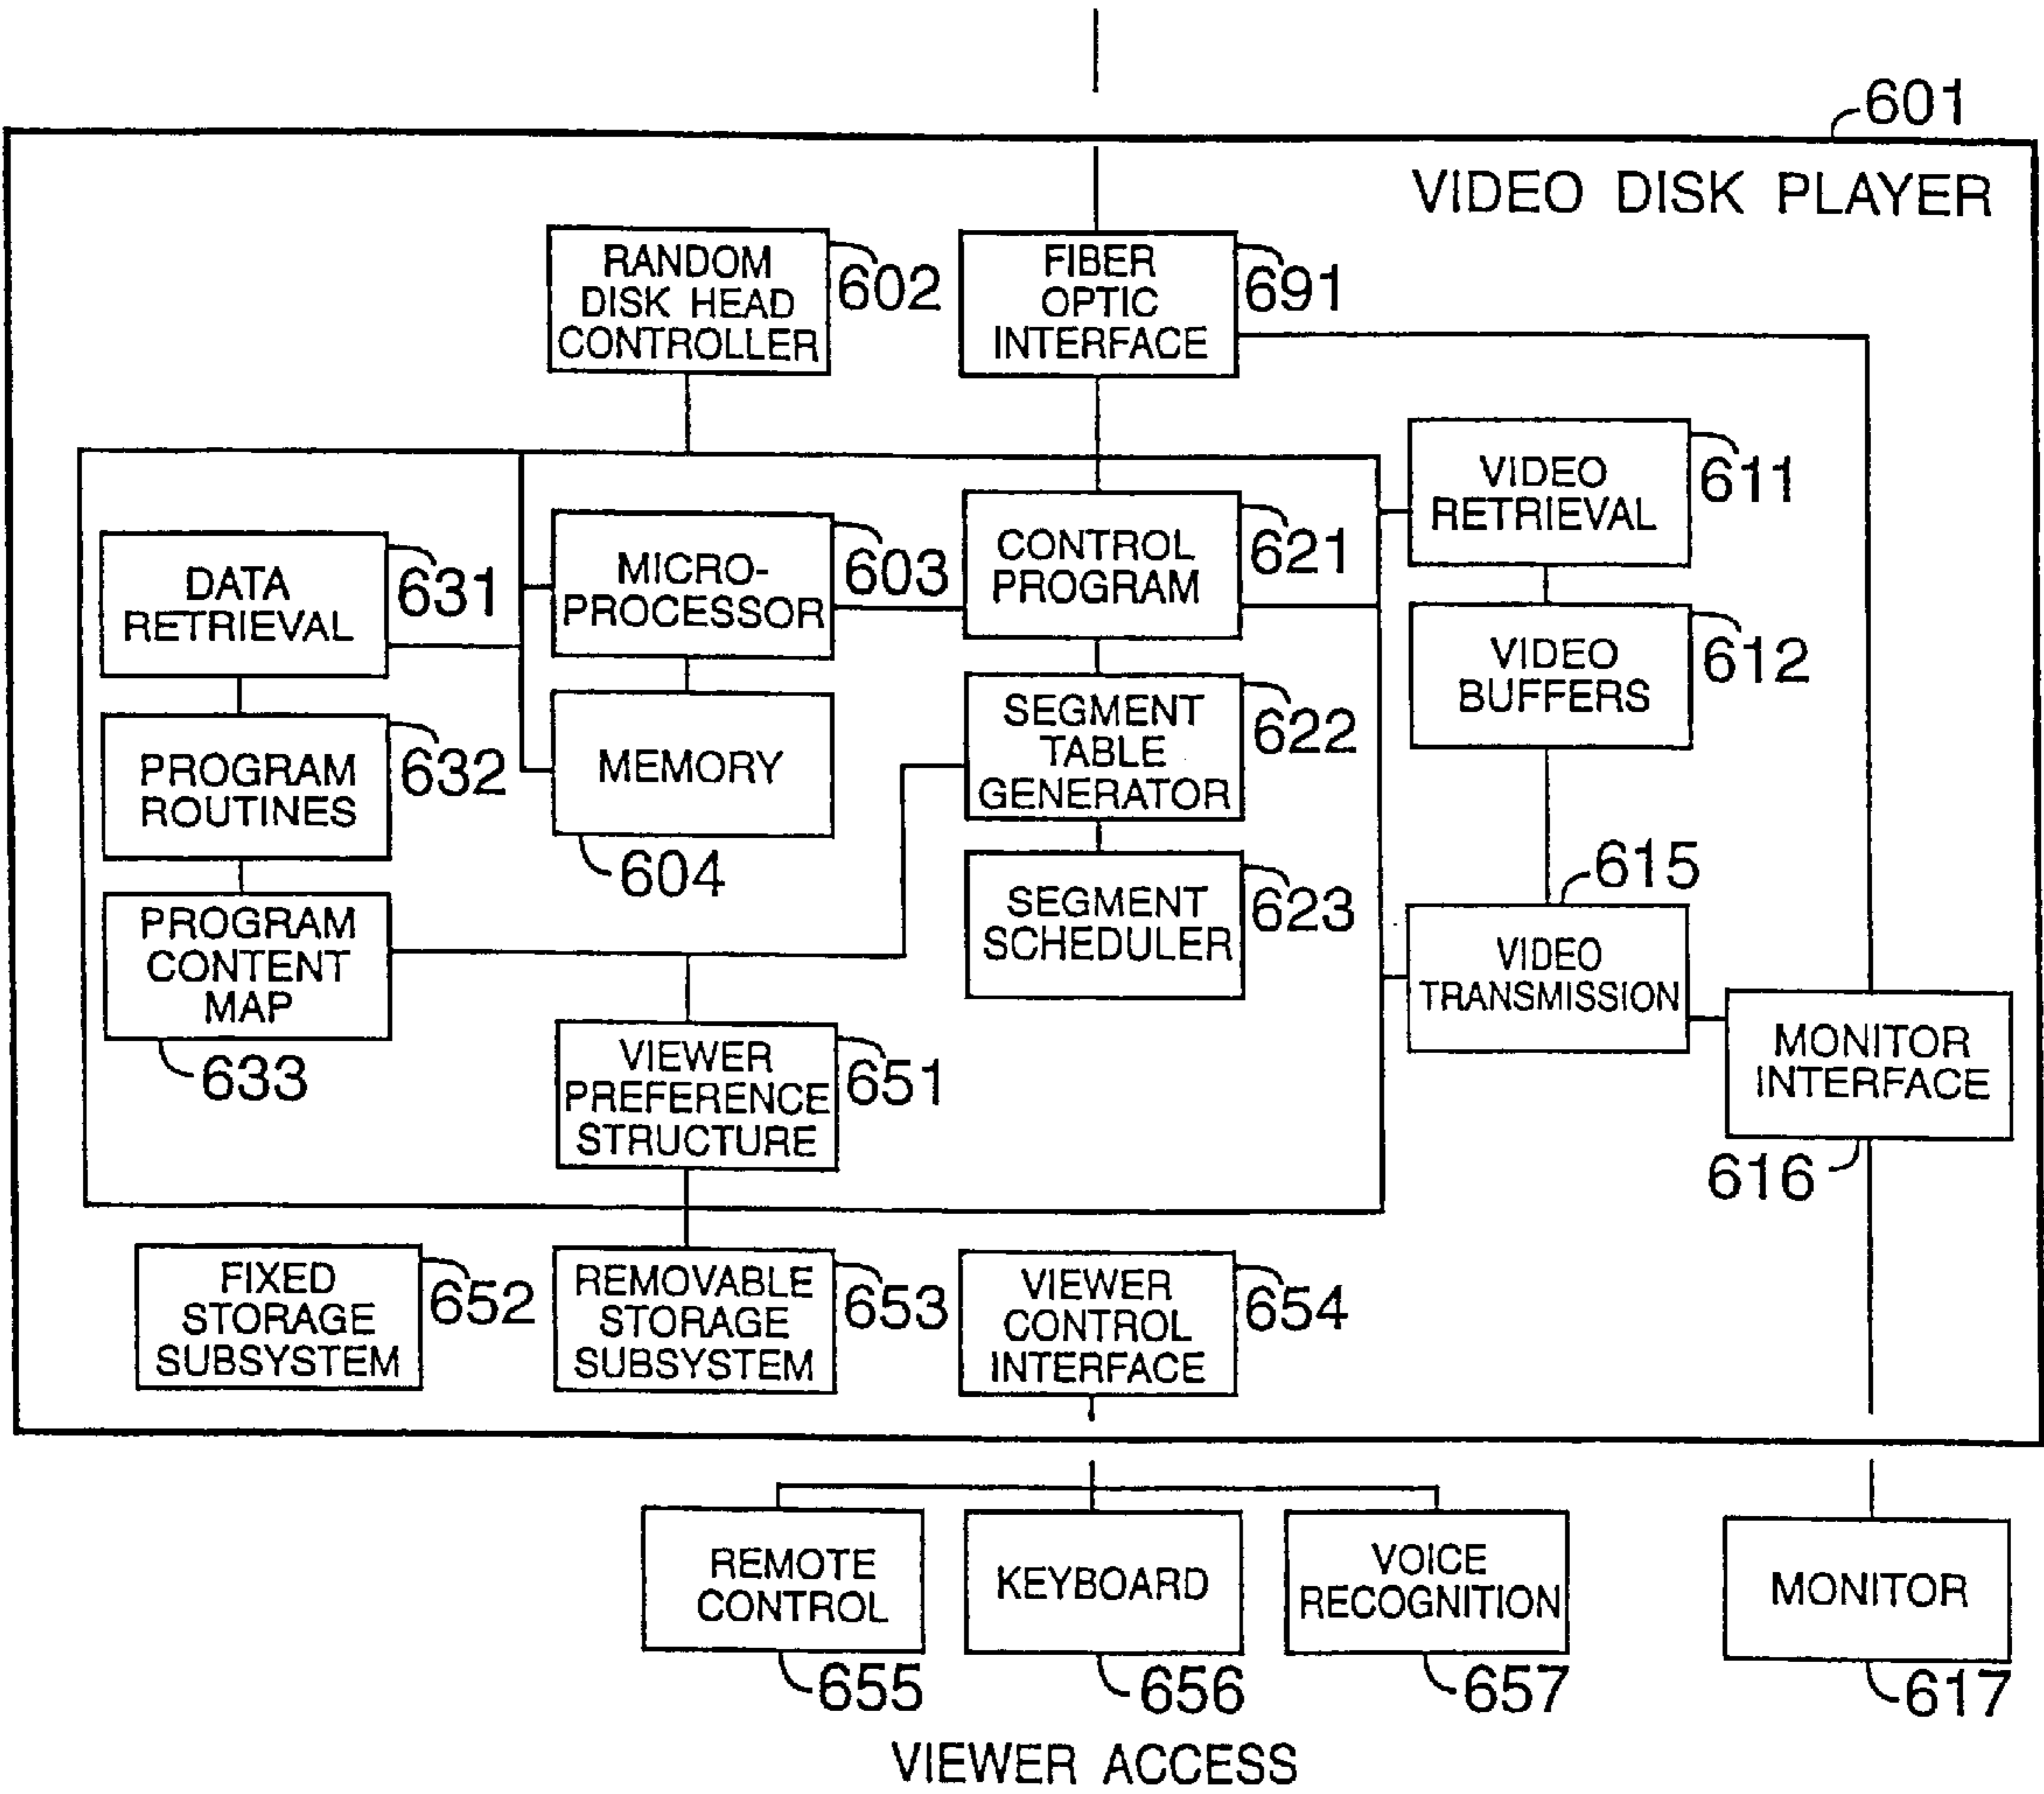 601
VIDEO DISK PLAYER
RANDOM
DISK HEAD
CONTROLLER
602
FIBER
OPTIC
INTERFACE
691
VIDEO
RETRIEVAL
611
DATA
RETRIEVAL
631
MICRO-
PROCESSOR
603
CONTROL
PROGRAM
621
VIDEO
BUFFERS
612
PROGRAM
ROUTINES
632
MEMORY
604
SEGMENT
TABLE
GENERATOR
622
PROGRAM
CONTENT
MAP
633
SEGMENT
SCHEDULER
623
615
VIDEO
TRANSMISSION
VIEWER
PREFERENCE
STRUCTURE
651
MONITOR
INTERFACE
616
FIXED
STORAGE
SUBSYSTEM
652
REMOVABLE
STORAGE
SUBSYSTEM
653
VIEWER
CONTROL
INTERFACE
654
REMOTE
CONTROL
655
KEYBOARD
656
VOICE
RECOGNITION
657
MONITOR
617
VIEWER ACCESS